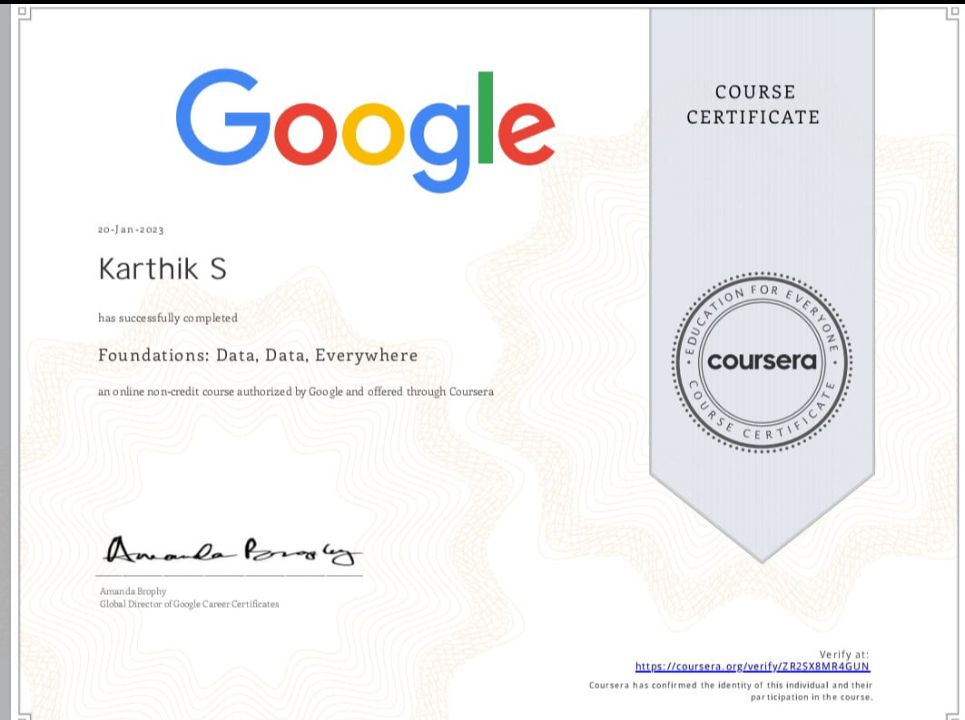 Google
COURSE
CERTIFICATE
20-Jan-2023
Karthik S
has successfully completed
Foundations: Data, Data, Everywhere
an online non-credit course authorized by Google and offered through Coursera
EDUCATION FOR EVERYONE
coursera
COURSE CERTIFICATE
Amanda Brophy
Amanda Brophy
Global Director of Google Career Certificates
Verify at:
https://coursera.org/verify/ZR2SX8MR4GUN
Coursera has confirmed the identity of this individual and their
participation in the course.